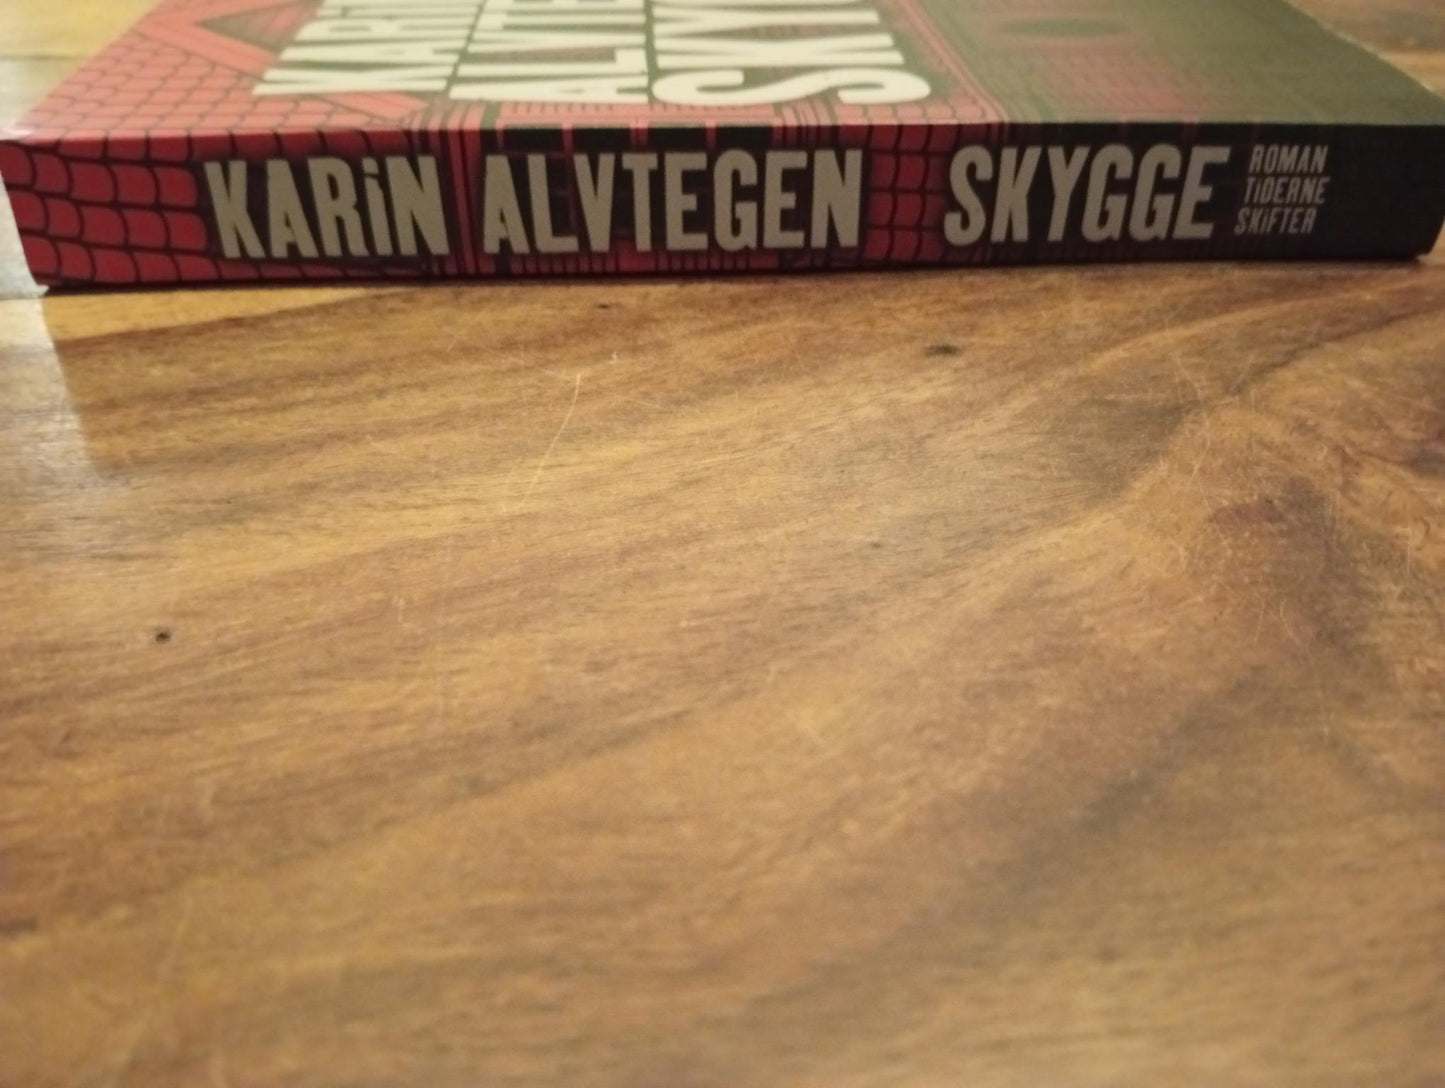 KARiN ALVTEGEN SKYGGE
ROMAN
TIDERNE
SKiFTER